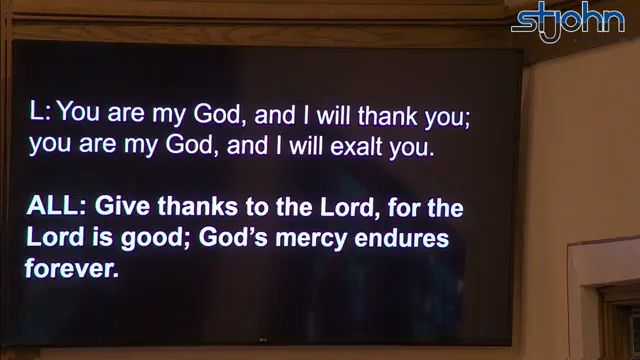 stjohn
L: You are my God, and I will thank you;
you are my God, and I will exalt you.
ALL: Give thanks to the Lord, for the
Lord is good; God’s mercy endures
forever.